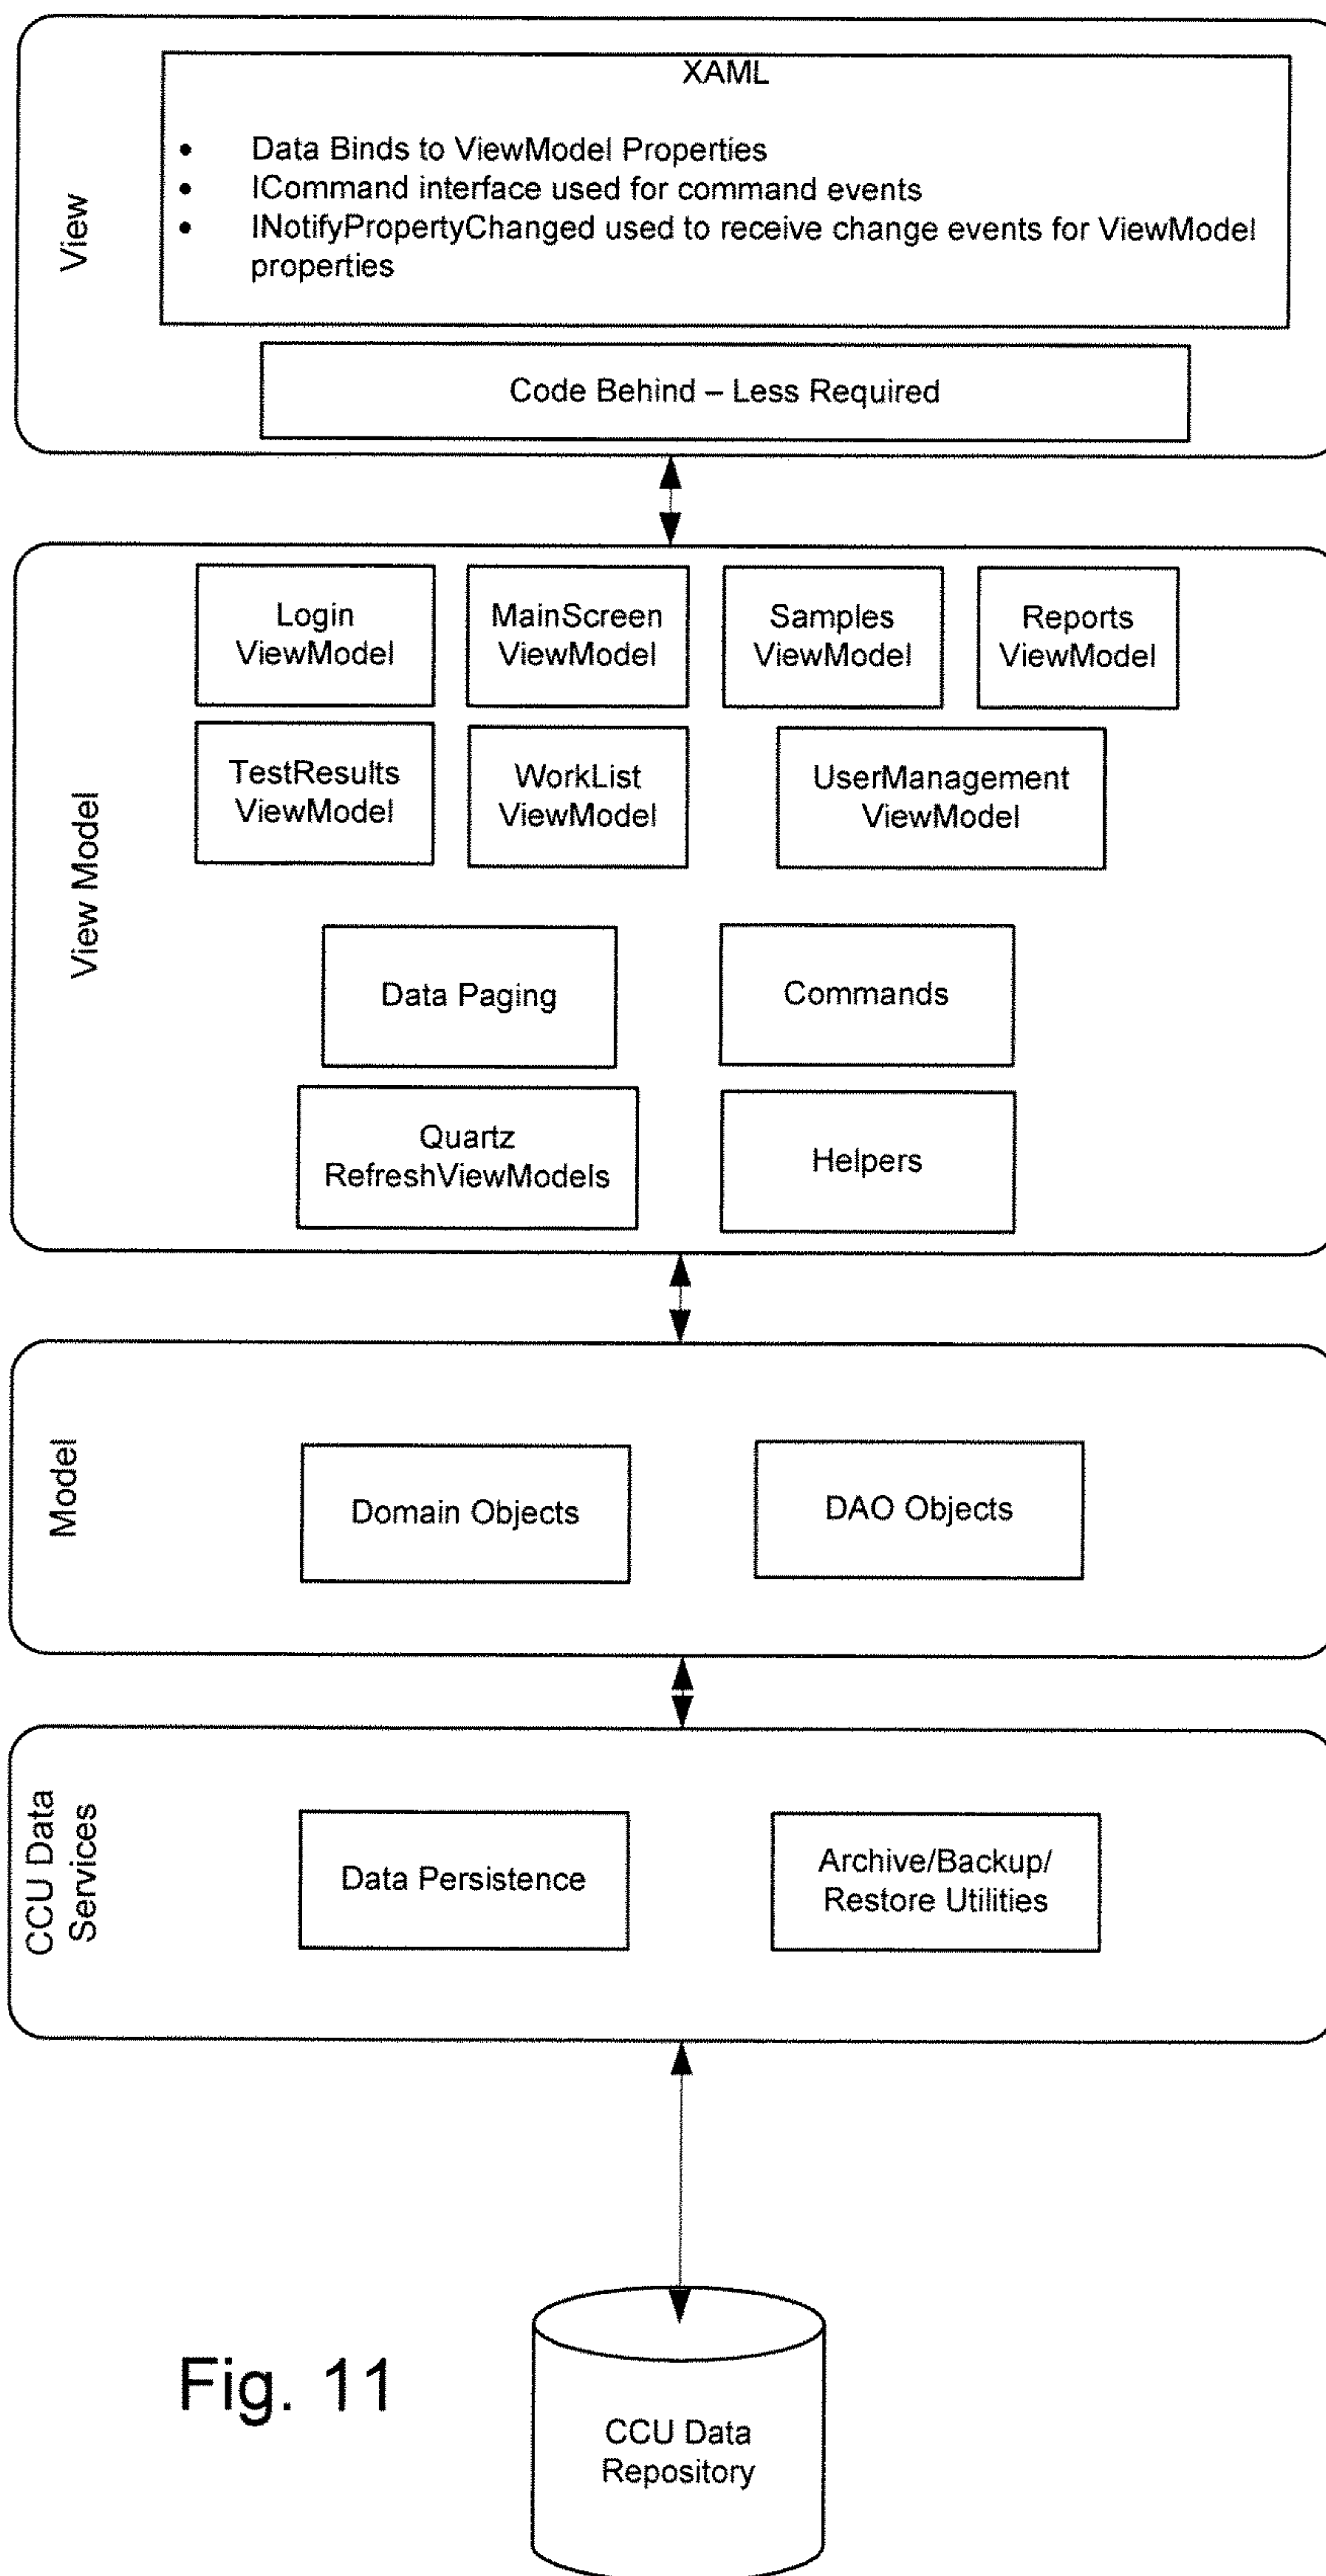 View
XAML
• Data Binds to ViewModel Properties
• ICommand interface used for command events
• INotifyPropertyChanged used to receive change events for ViewModel
properties
Code Behind – Less Required
View Model
Login
ViewModel
MainScreen
ViewModel
Samples
ViewModel
Reports
ViewModel
TestResults
ViewModel
WorkList
ViewModel
UserManagement
ViewModel
Data Paging
Commands
Quartz
RefreshViewModels
Helpers
Model
Domain Objects
DAO Objects
CCU Data
Services
Data Persistence
Archive/Backup/
Restore Utilities
Fig. 11
CCU Data
Repository